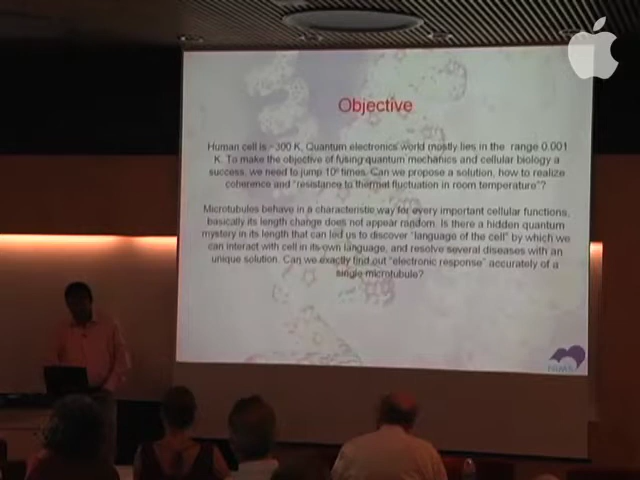 Objective
Human cell is ~300 K, Quantum electronics world mostly lies in the range 0.001
K. To make the objective of fusing quantum mechanics and cellular biology a
success, we need to jump 10⁶ times. Can we propose a solution, how to realize
coherence and "resistance to thermal fluctuation in room temperature"?
Microtubules behave in a characteristic way for every important cellular functions,
basically its length change does not appear random. Is there a hidden quantum
mystery in its length that can led us to discover "language of the cell" by which we
can interact with cell in its own language, and resolve several diseases with an
unique solution. Can we exactly find out "electronic response" accurately of a
single microtubule?